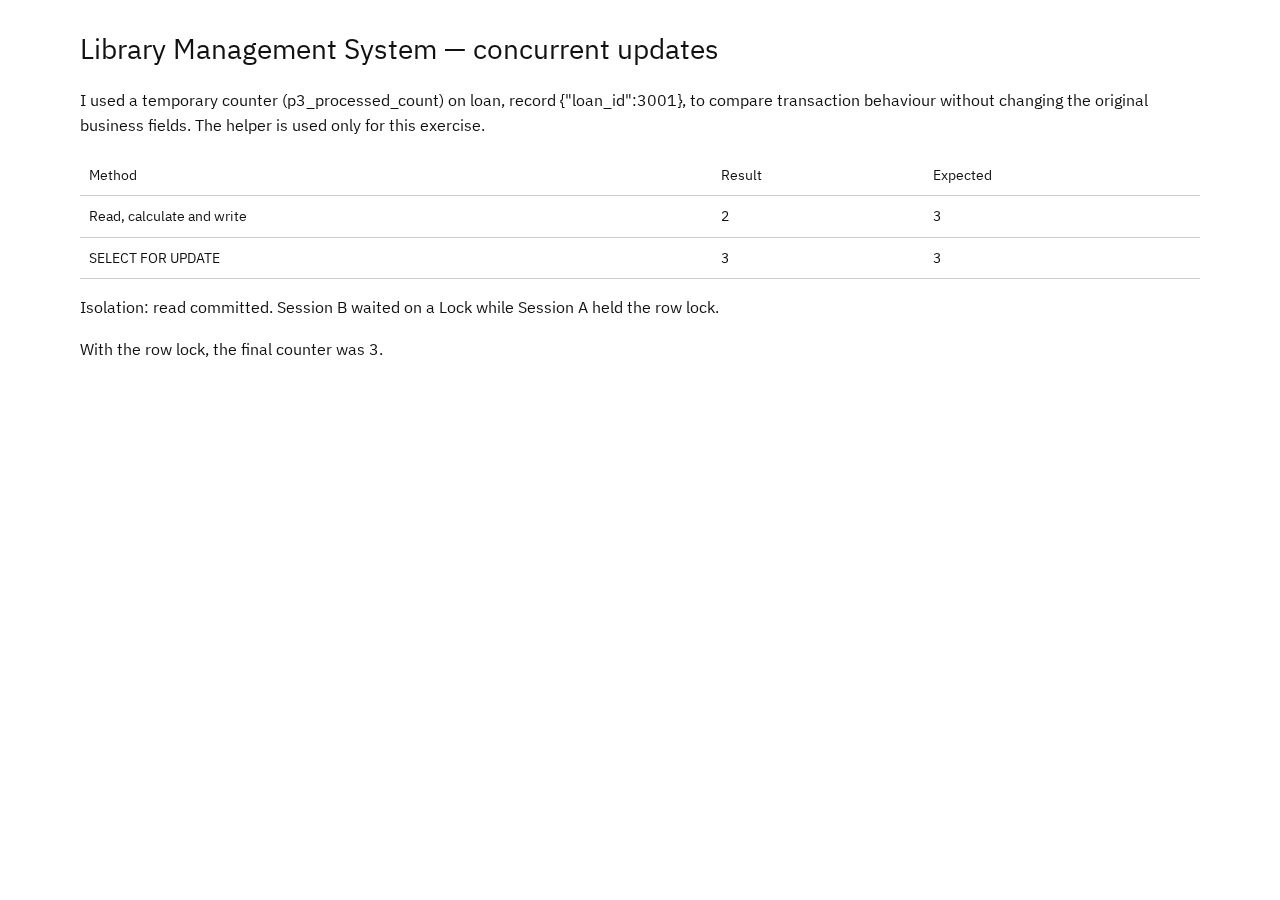 Library Management System — concurrent updates
I used a temporary counter (p3_processed_count) on loan, record {"loan_id":3001}, to compare transaction behaviour without changing the original
business fields. The helper is used only for this exercise.
Method Result Expected
Read, calculate and write 2 3
SELECT FOR UPDATE 3 3
Isolation: read committed. Session B waited on a Lock while Session A held the row lock.
With the row lock, the final counter was 3.